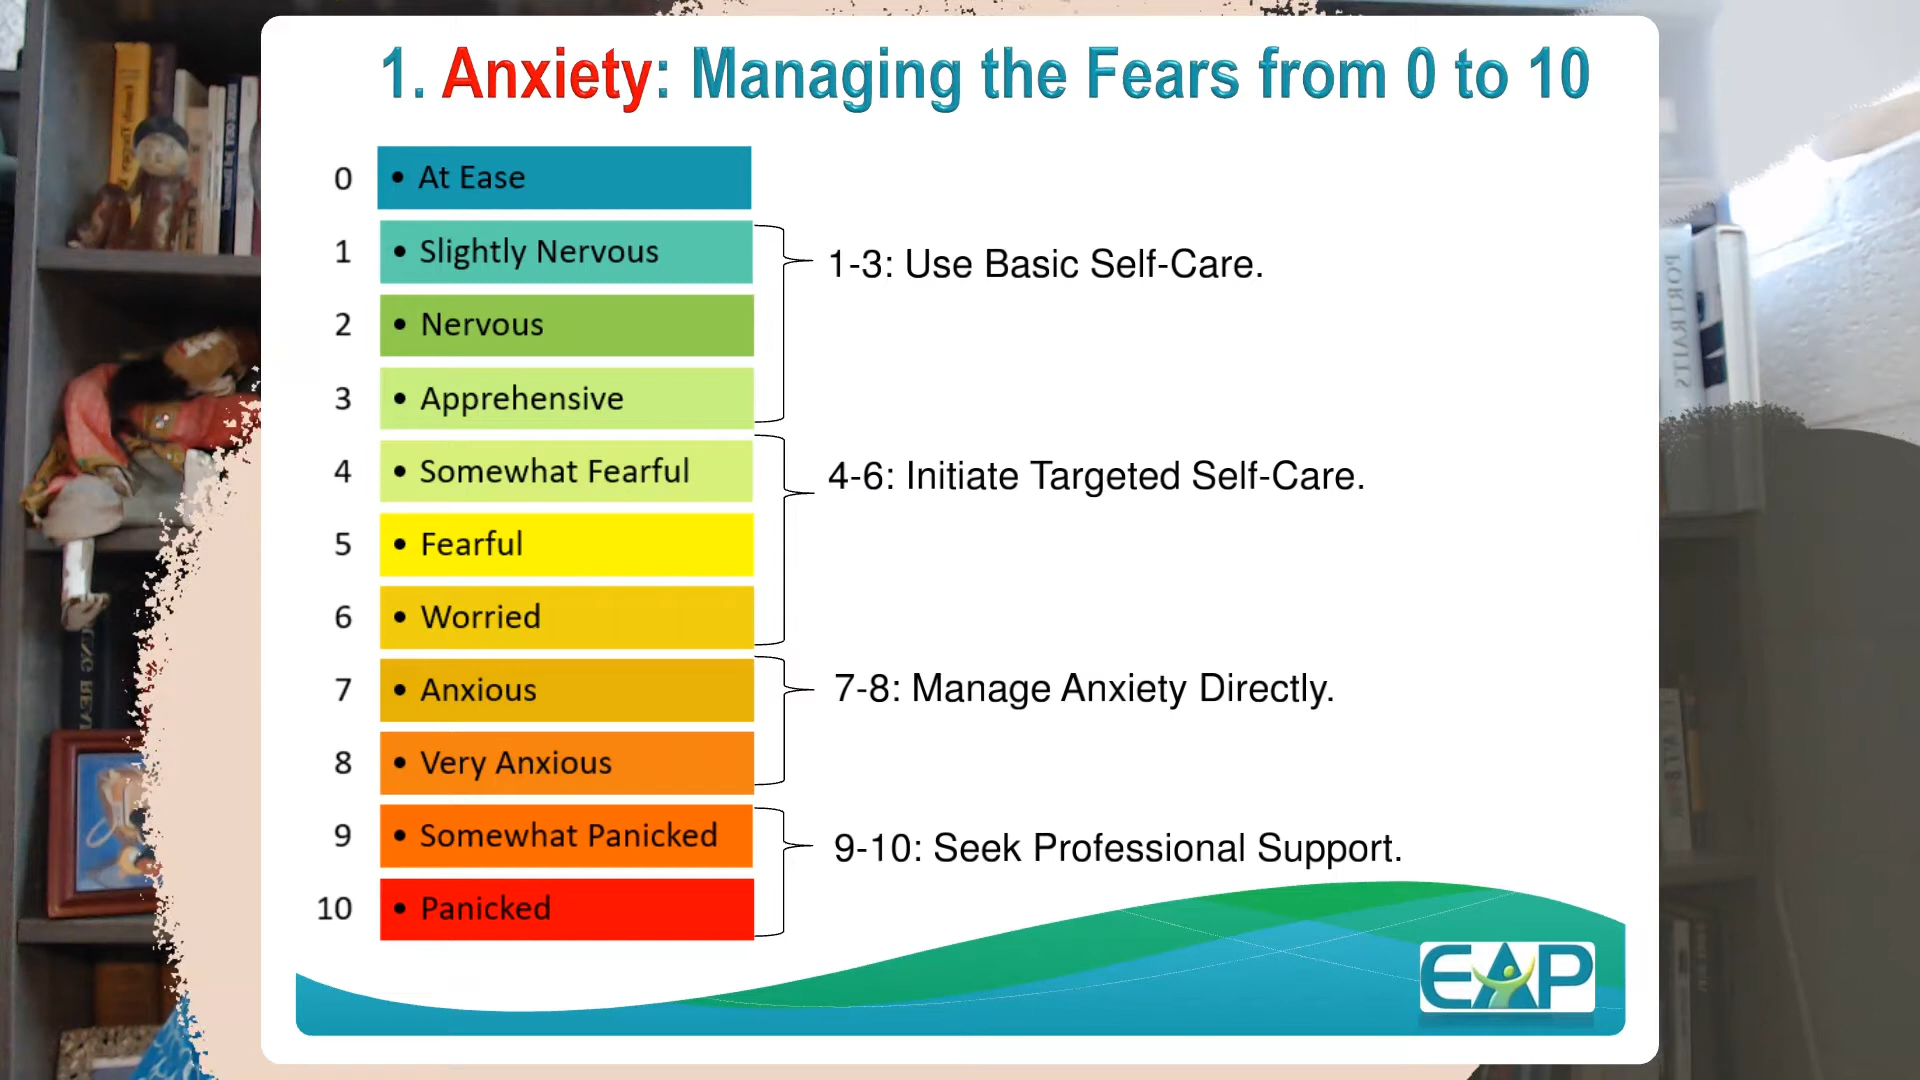 1. Anxiety: Managing the Fears from 0 to 10
0 • At Ease
1 • Slightly Nervous
2 • Nervous
3 • Apprehensive
1-3: Use Basic Self-Care.
4 • Somewhat Fearful
5 • Fearful
6 • Worried
4-6: Initiate Targeted Self-Care.
7 • Anxious
8 • Very Anxious
7-8: Manage Anxiety Directly.
9 • Somewhat Panicked
10 • Panicked
9-10: Seek Professional Support.
EAP
PORTRAITS